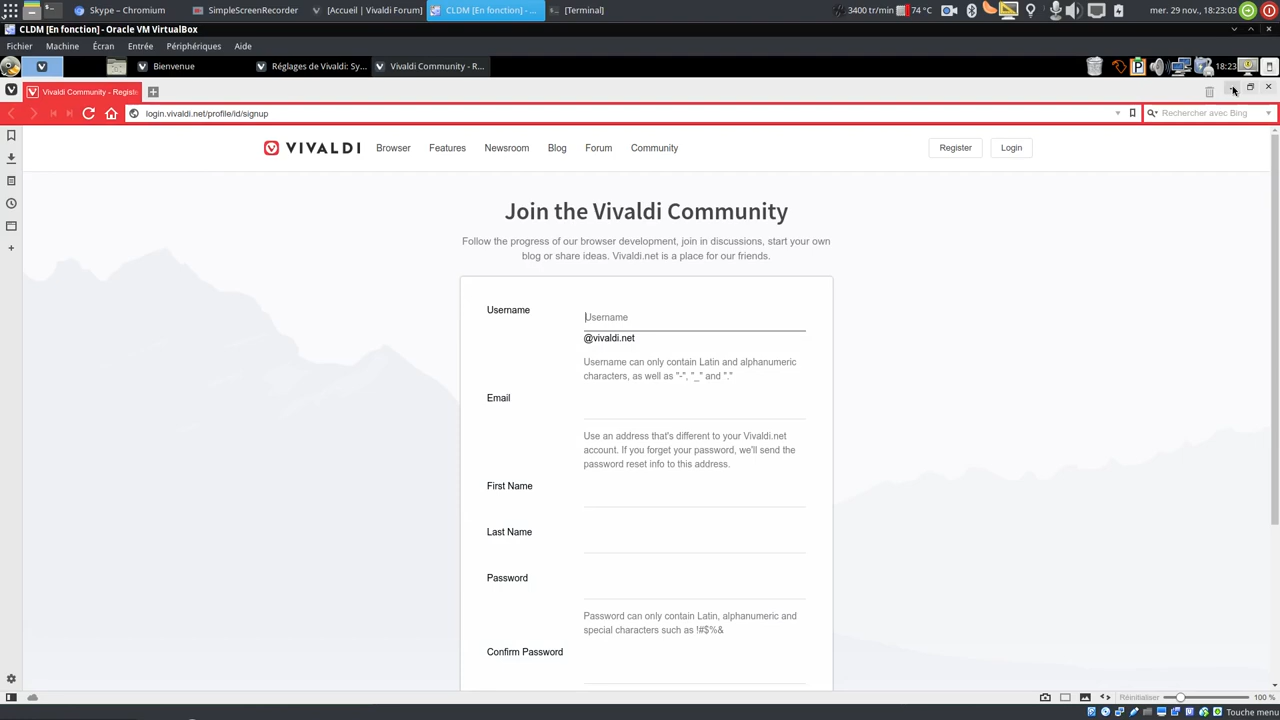 Skype – Chromium
SimpleScreenRecorder
[Accueil | Vivaldi Forum]
CLDM [En fonction] - ...
[Terminal]
3400 tr/min
74 °C
mer. 29 nov., 18:23:03
CLDM [En fonction] - Oracle VM VirtualBox
Fichier
Machine
Écran
Entrée
Périphériques
Aide
Bienvenue
Réglages de Vivaldi: Sy...
Vivaldi Community - R...
18:23
Vivaldi Community - Registe
login.vivaldi.net/profile/id/signup
Rechercher avec Bing
VIVALDI
Browser
Features
Newsroom
Blog
Forum
Community
Register
Login
Join the Vivaldi Community
Follow the progress of our browser development, join in discussions, start your own
blog or share ideas. Vivaldi.net is a place for our friends.
Username
Username
@vivaldi.net
Username can only contain Latin and alphanumeric
characters, as well as "-", "_" and "."
Email
Use an address that's different to your Vivaldi.net
account. If you forget your password, we'll send the
password reset info to this address.
First Name
Last Name
Password
Password can only contain Latin, alphanumeric and
special characters such as !#$%&
Confirm Password
Réinitialiser
100 %
Touche menu